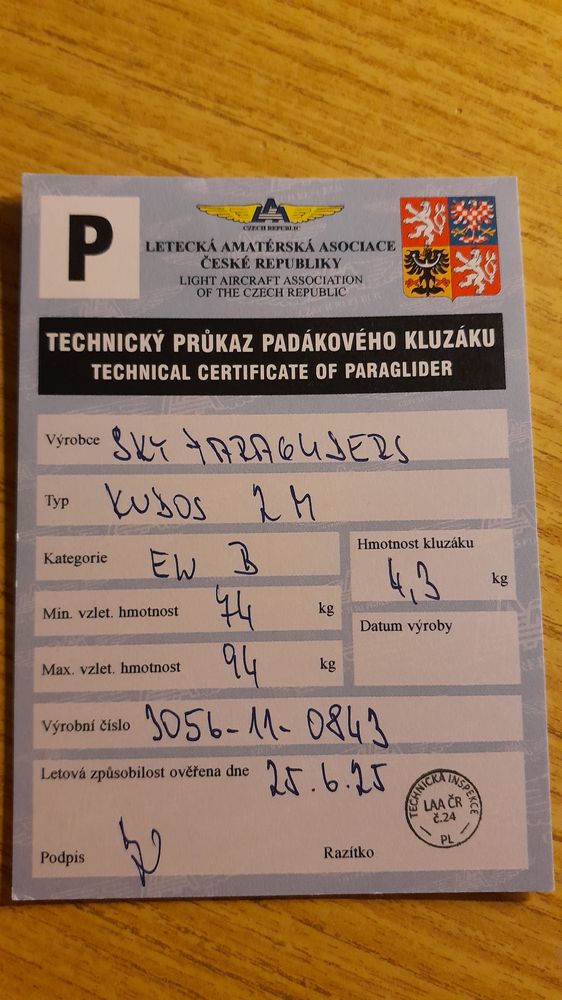 P
CZECH REPUBLIC
LETECKÁ AMATÉRSKÁ ASOCIACE
ČESKÉ REPUBLIKY
LIGHT AIRCRAFT ASSOCIATION
OF THE CZECH REPUBLIC
TECHNICKÝ PRŮKAZ PADÁKOVÉHO KLUZÁKU
TECHNICAL CERTIFICATE OF PARAGLIDER
Výrobce SKY PARAGLIDERS
Typ KUDOS 2 M
Kategorie EN B
Hmotnost kluzáku
4,3 kg
Min. vzlet. hmotnost 74 kg
Datum výroby
Max. vzlet. hmotnost 94 kg
Výrobní číslo 3056-11-0843
Letová způsobilost ověřena dne 25.6.25
TECHNICKÁ INSPEKCE
LAA ČR
č.24
PL
Podpis
Razítko